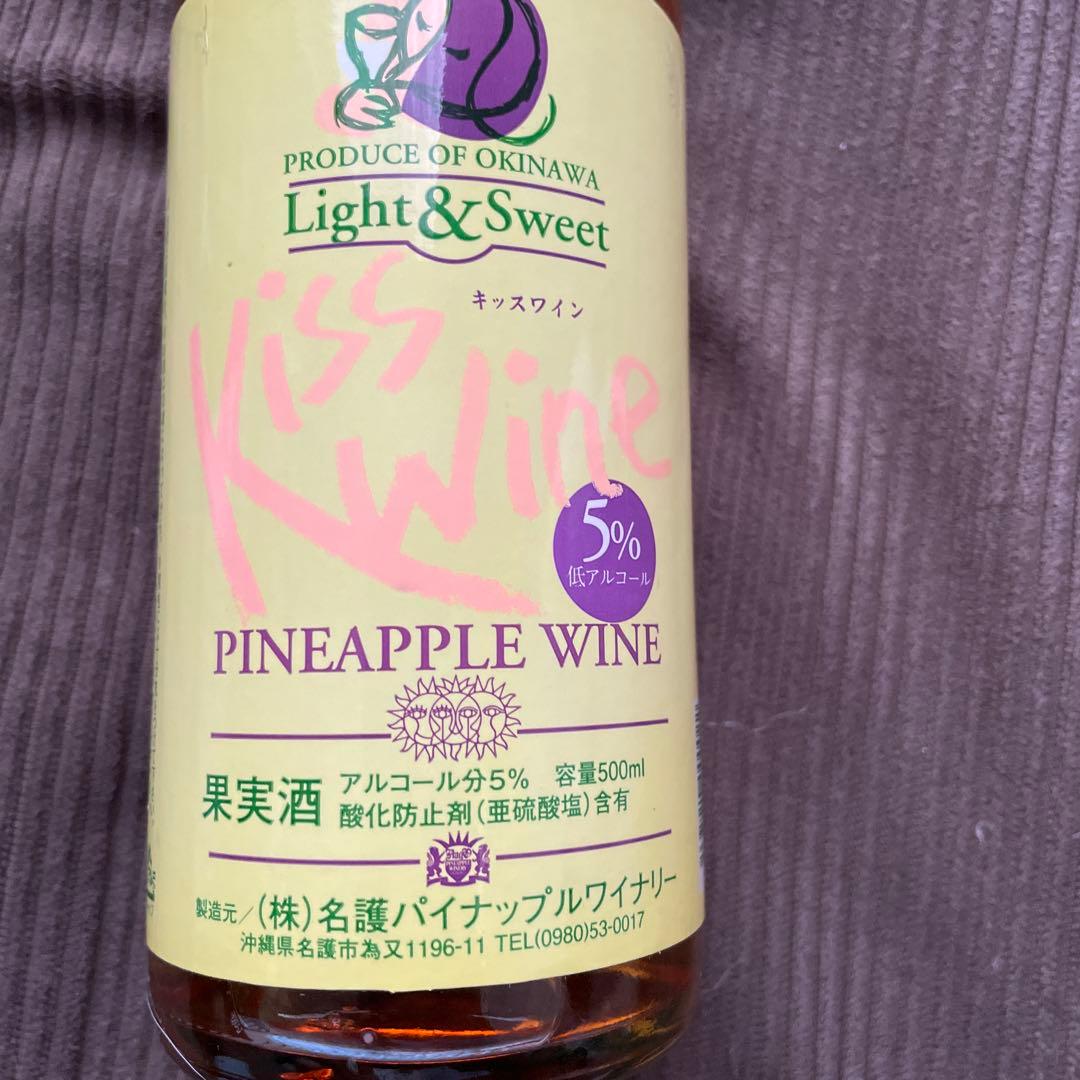 PRODUCE OF OKINAWA
Light&Sweet
Kiss
キッスワイン
Wine
5%
低アルコール
PINEAPPLE WINE
果実酒 アルコール分5% 容量500ml
酸化防止剤(亜硫酸塩)含有
PINEAPPLE
WINERY
製造元/(株)名護パイナップルワイナリー
沖縄県名護市為又1196-11 TEL(0980)53-0017